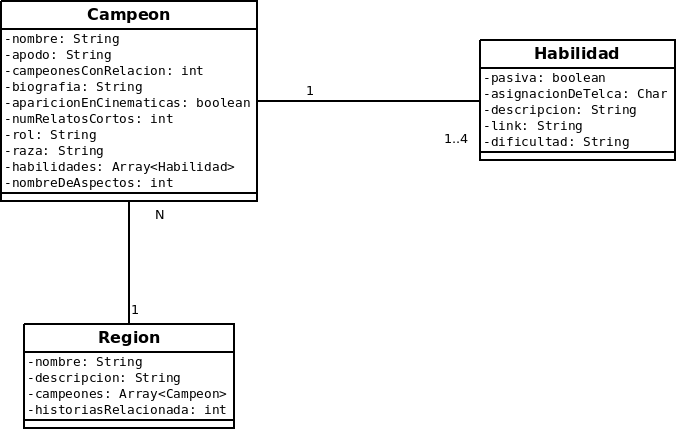 Campeon
-nombre: String
-apodo: String
-campeonesConRelacion: int
-biografia: String
-aparicionEnCinematicas: boolean
-numRelatosCortos: int
-rol: String
-raza: String
-habilidades: Array<Habilidad>
-nombreDeAspectos: int
1
1..4
Habilidad
-pasiva: boolean
-asignacionDeTelca: Char
-descripcion: String
-link: String
-dificultad: String
N
1
Region
-nombre: String
-descripcion: String
-campeones: Array<Campeon>
-historiasRelacionada: int